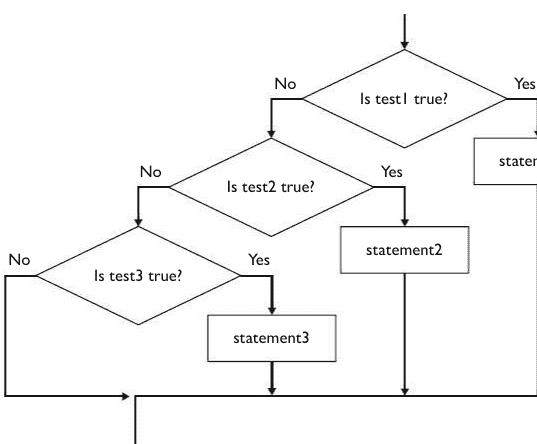 No
Yes
Is test1 true?
No
Yes
Is test2 true?
No
Yes
Is test3 true?
statement2
statement3